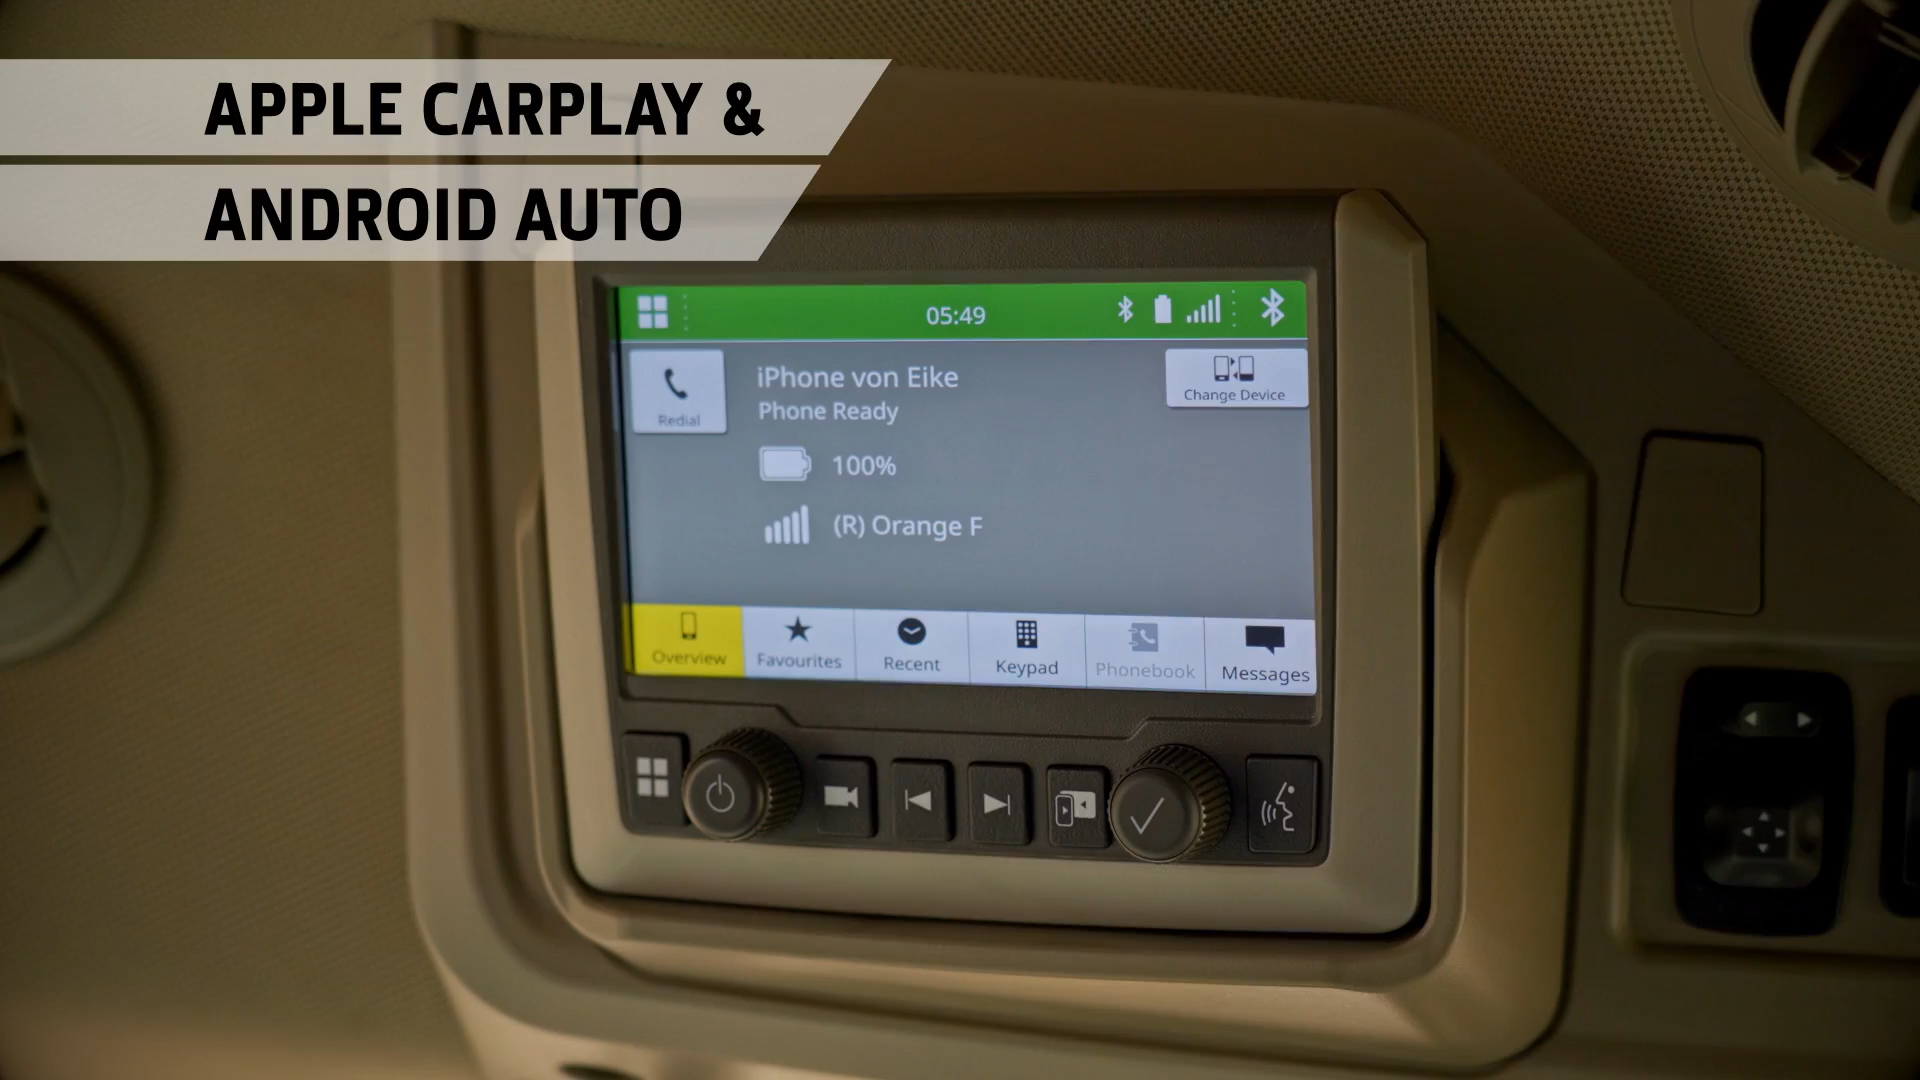 APPLE CARPLAY &
ANDROID AUTO
05:49
Redial
iPhone von Eike
Phone Ready
Change Device
100%
(R) Orange F
Overview
Favourites
Recent
Keypad
Phonebook
Messages